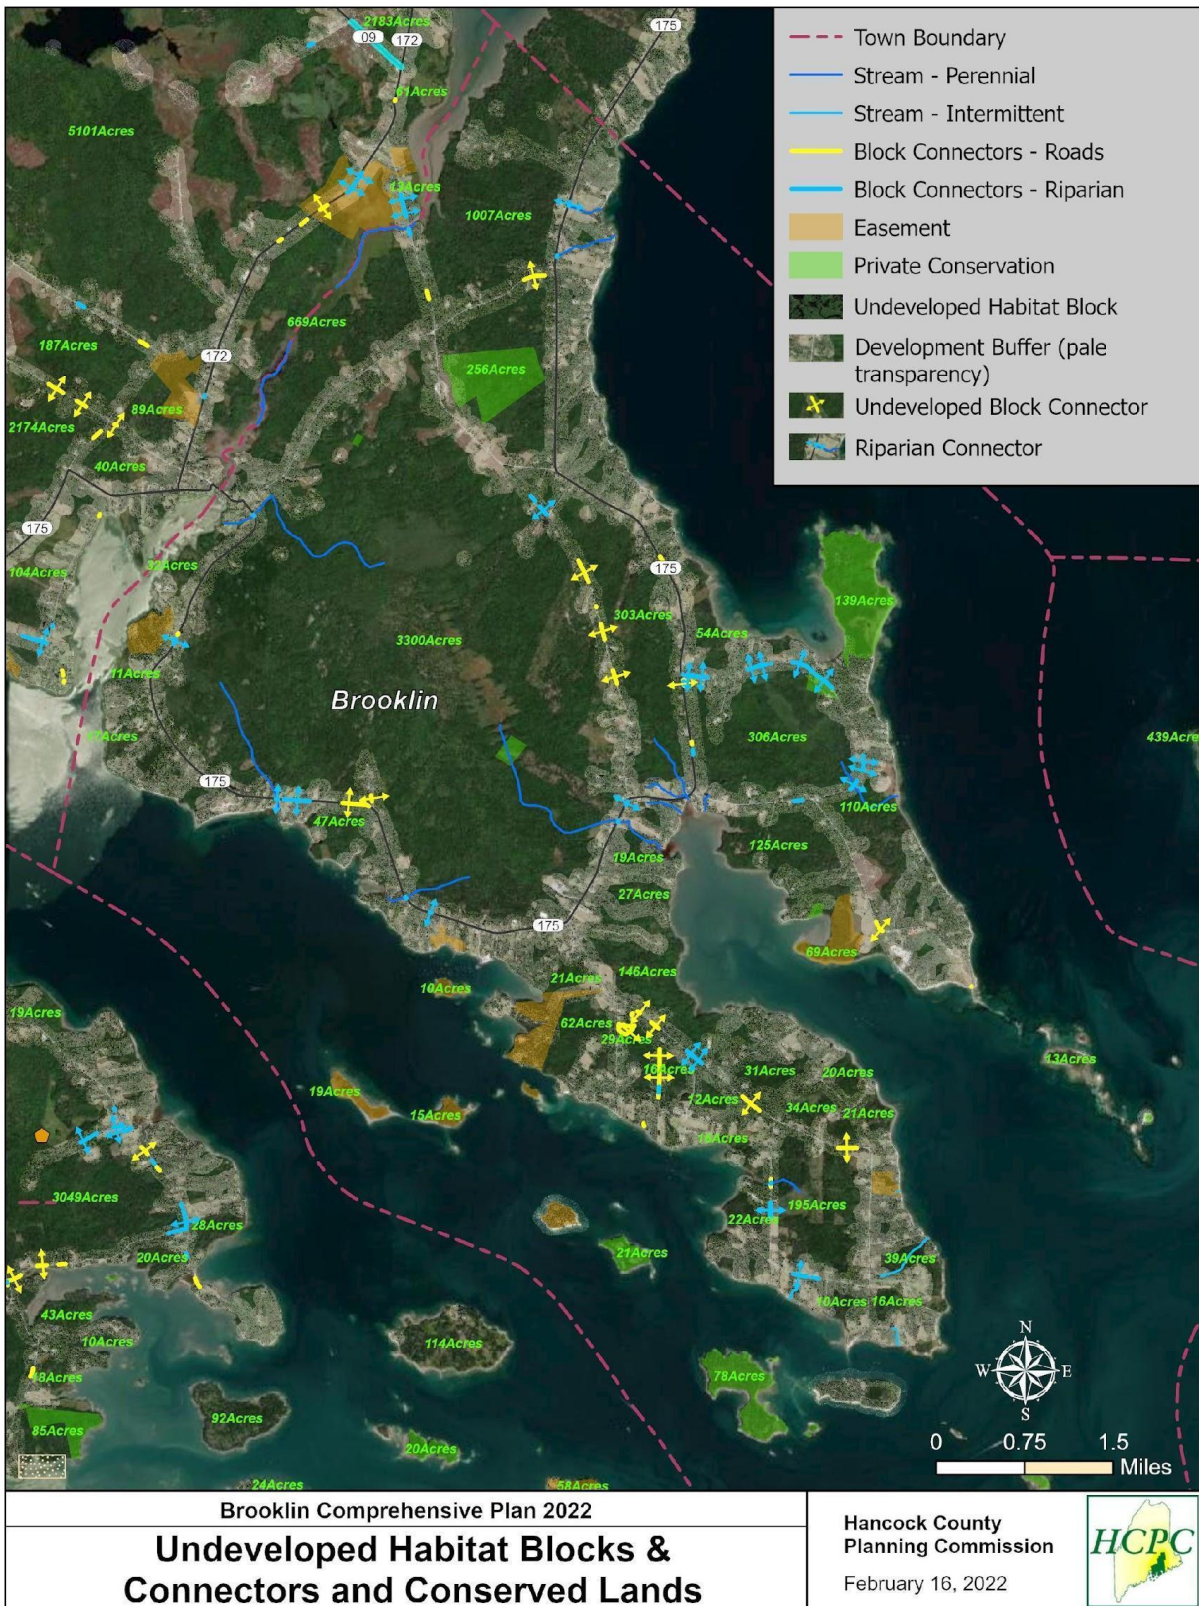 2183Acres
09
172
175
61Acres
5101Acres
13Acres
1007Acres
669Acres
187Acres
172
256Acres
89Acres
2174Acres
40Acres
175
104Acres
32Acres
175
139Acres
303Acres
54Acres
3300Acres
11Acres
Brooklin
306Acres
439Acre
175
110Acres
47Acres
125Acres
19Acres
27Acres
175
69Acres
146Acres
21Acres
10Acres
19Acres
62Acres
29Acres
13Acres
16Acres
31Acres
20Acres
19Acres
12Acres
34Acres
21Acres
15Acres
3049Acres
195Acres
22Acres
28Acres
20Acres
21Acres
39Acres
10Acres
16Acres
43Acres
10Acres
114Acres
78Acres
92Acres
85Acres
20Acres
24Acres
58Acres
Town Boundary
Stream - Perennial
Stream - Intermittent
Block Connectors - Roads
Block Connectors - Riparian
Easement
Private Conservation
Undeveloped Habitat Block
Development Buffer (pale
transparency)
Undeveloped Block Connector
Riparian Connector
N
W E
S
0 0.75 1.5
Miles
Brooklin Comprehensive Plan 2022
Undeveloped Habitat Blocks &
Connectors and Conserved Lands
Hancock County
Planning Commission
February 16, 2022
HCPC